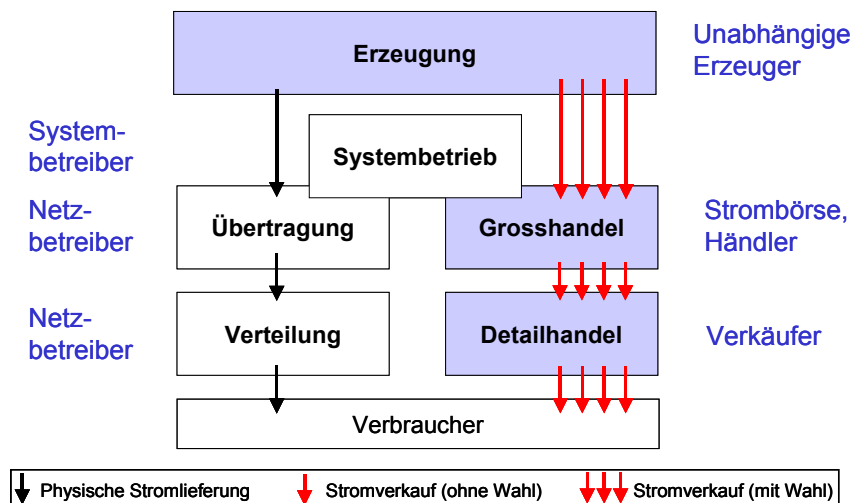 Erzeugung
Unabhängige
Erzeuger
System-
betreiber
Systembetrieb
Netz-
betreiber
Übertragung
Grosshandel
Strombörse,
Händler
Netz-
betreiber
Verteilung
Detailhandel
Verkäufer
Verbraucher
Physische Stromlieferung
Stromverkauf (ohne Wahl)
Stromverkauf (mit Wahl)